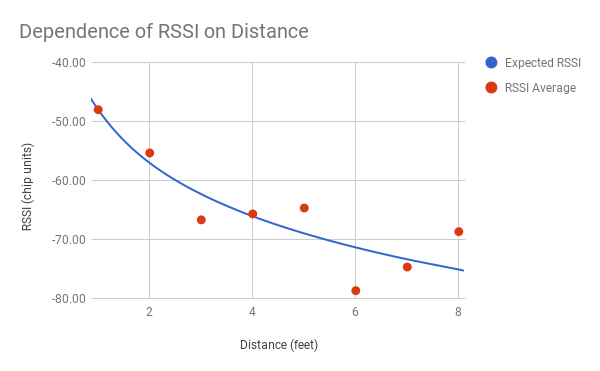 Dependence of RSSI on Distance
Expected RSSI
RSSI Average
RSSI (chip units)
-40.00
-50.00
-60.00
-70.00
-80.00
2 4 6 8
Distance (feet)